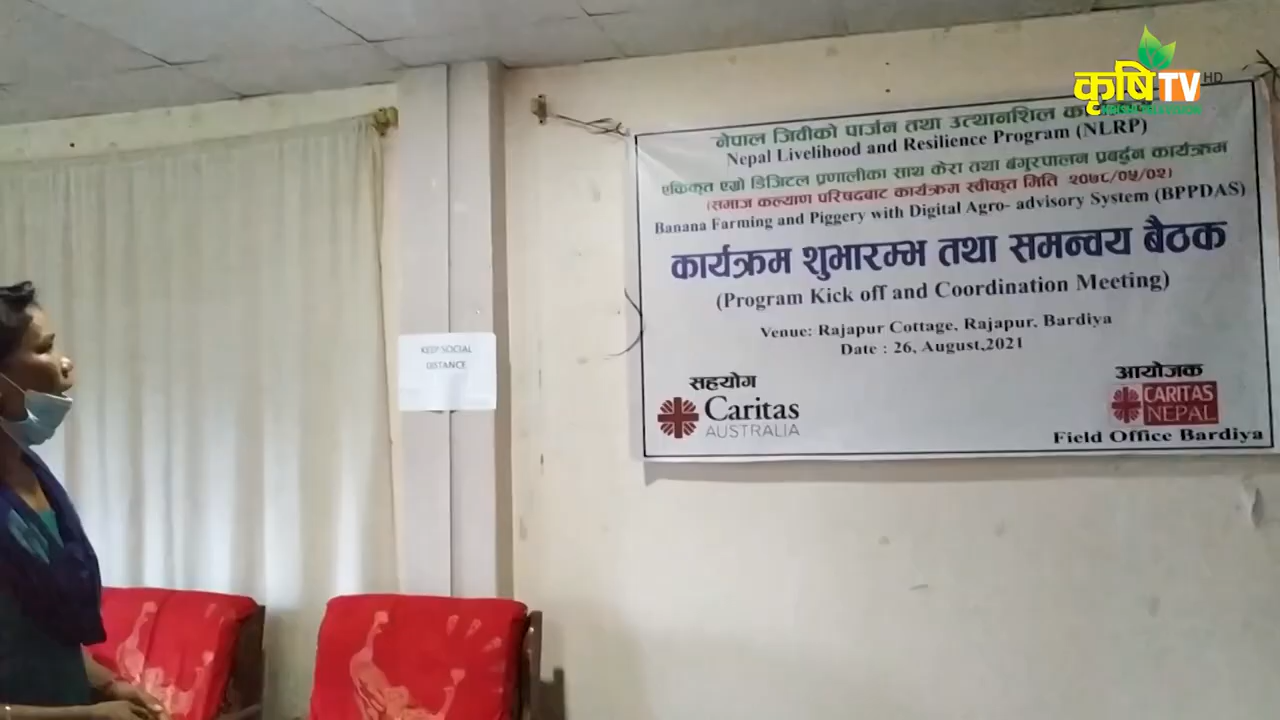 कृषि TV HD
नेपाल जिवीको पार्जन तथा उत्थानशिल
Nepal Livelihood and Resilience Program (NLRP)
एकिकृत एग्रो डिजिटल प्रणालीका साथ केरा तथा बंगुरपालन प्रबर्द्धन कार्यक्रम
(समाज कल्याण परिषदबाट कार्यक्रम स्वीकृत मिति २०७८/०५/०२)
Banana Farming and Piggery with Digital Agro- advisory System (BPPDAS)
कार्यक्रम शुभारम्भ तथा समन्वय बैठक
(Program Kick off and Coordination Meeting)
Venue: Rajapur Cottage, Rajapur, Bardiya
Date : 26, August,2021
सहयोग
Caritas
AUSTRALIA
आयोजक
CARITAS
NEPAL
Field Office Bardiya
KEEP SOCIAL
DISTANCE